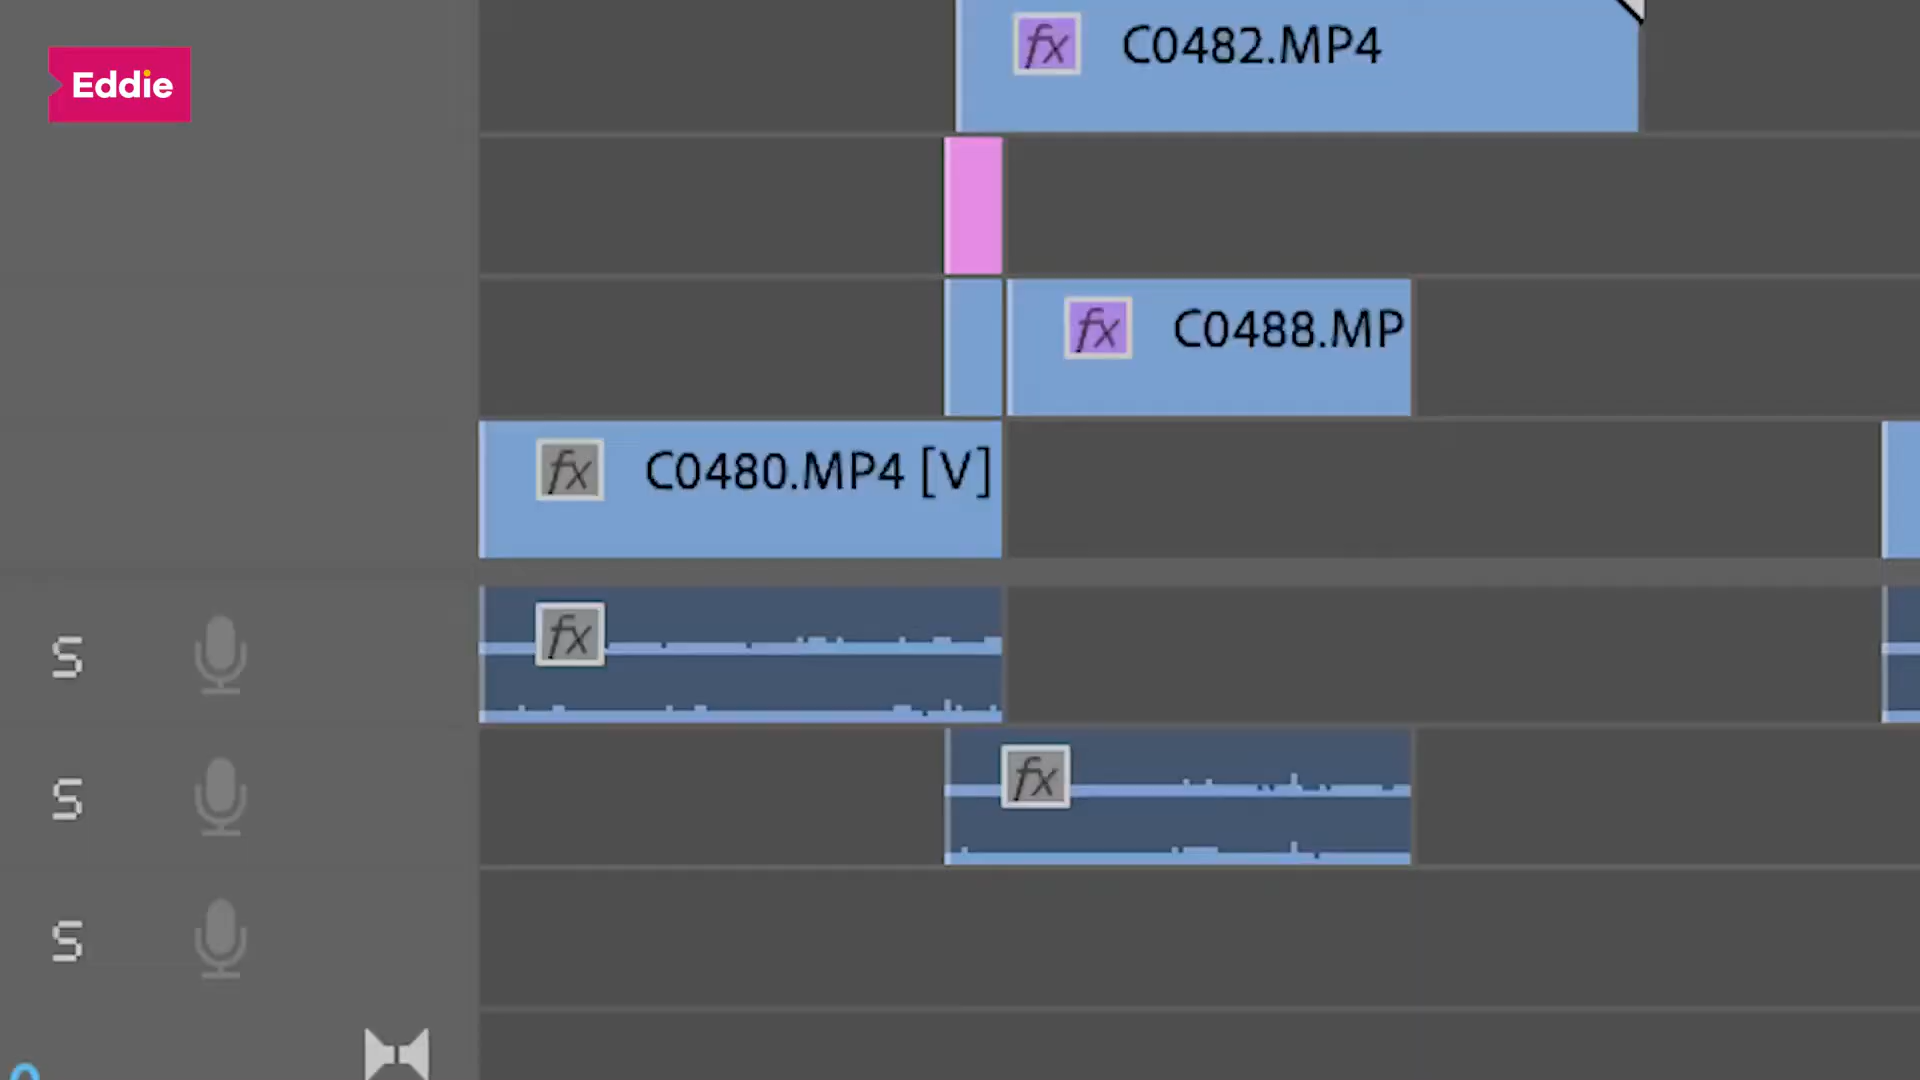 Eddie
fx C0482.MP4
fx C0488.MP
fx C0480.MP4 [V]
fx
S
fx
S
S